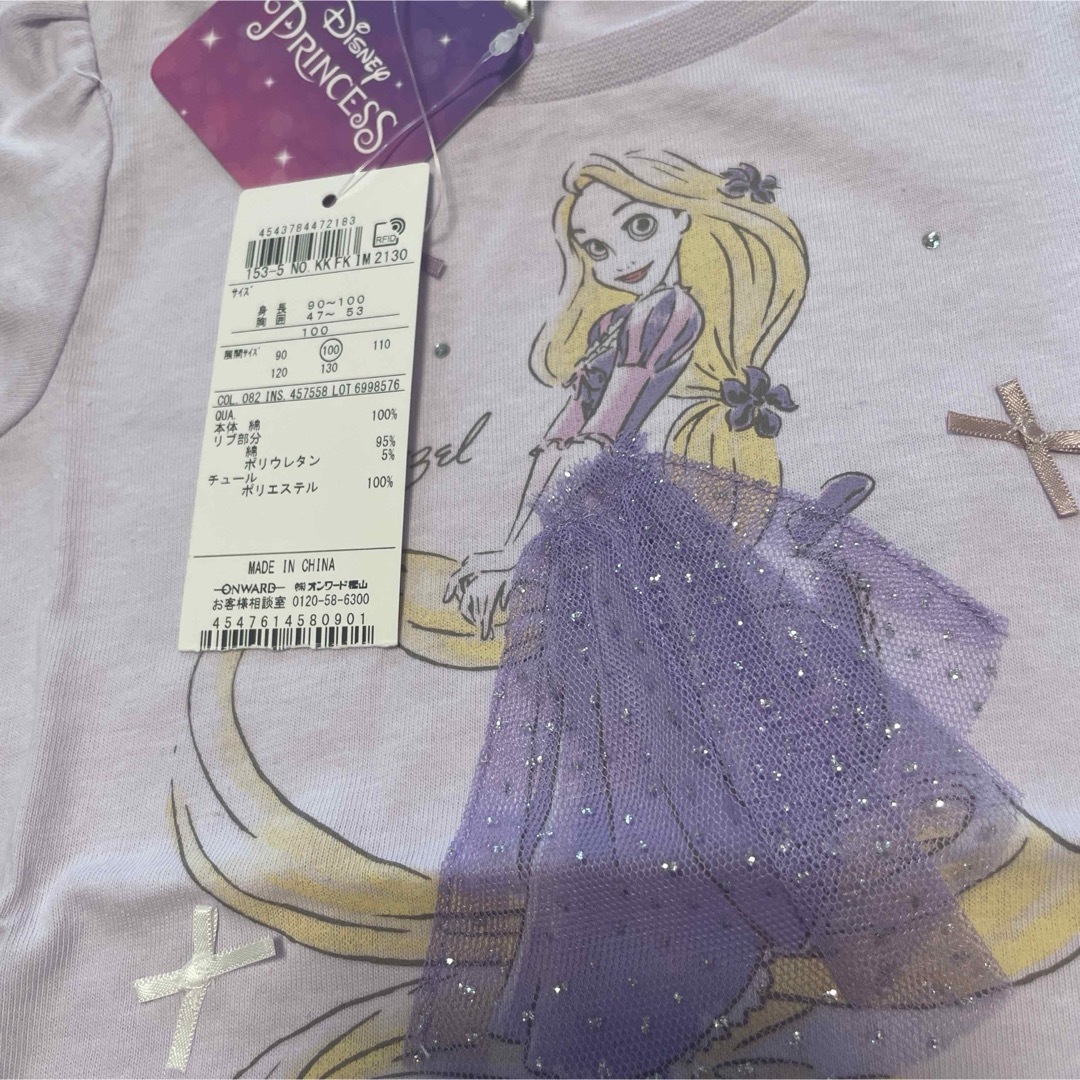 Disney
PRINCESS
4543784472183
RFID
153-5 NO. KKFKIM2130
サイズ
身長 90～100
胸囲 47～ 53
100
展開サイズ 90 100 110
120 130
COL. 082 INS. 457558 LOT 6998576
QUA.
本体 綿 100%
リブ部分
綿 95%
ポリウレタン 5%
チュール
ポリエステル 100%
MADE IN CHINA
ONWARD ㈱オンワード樫山
お客様相談室 0120-58-6300
4547614580901
zel